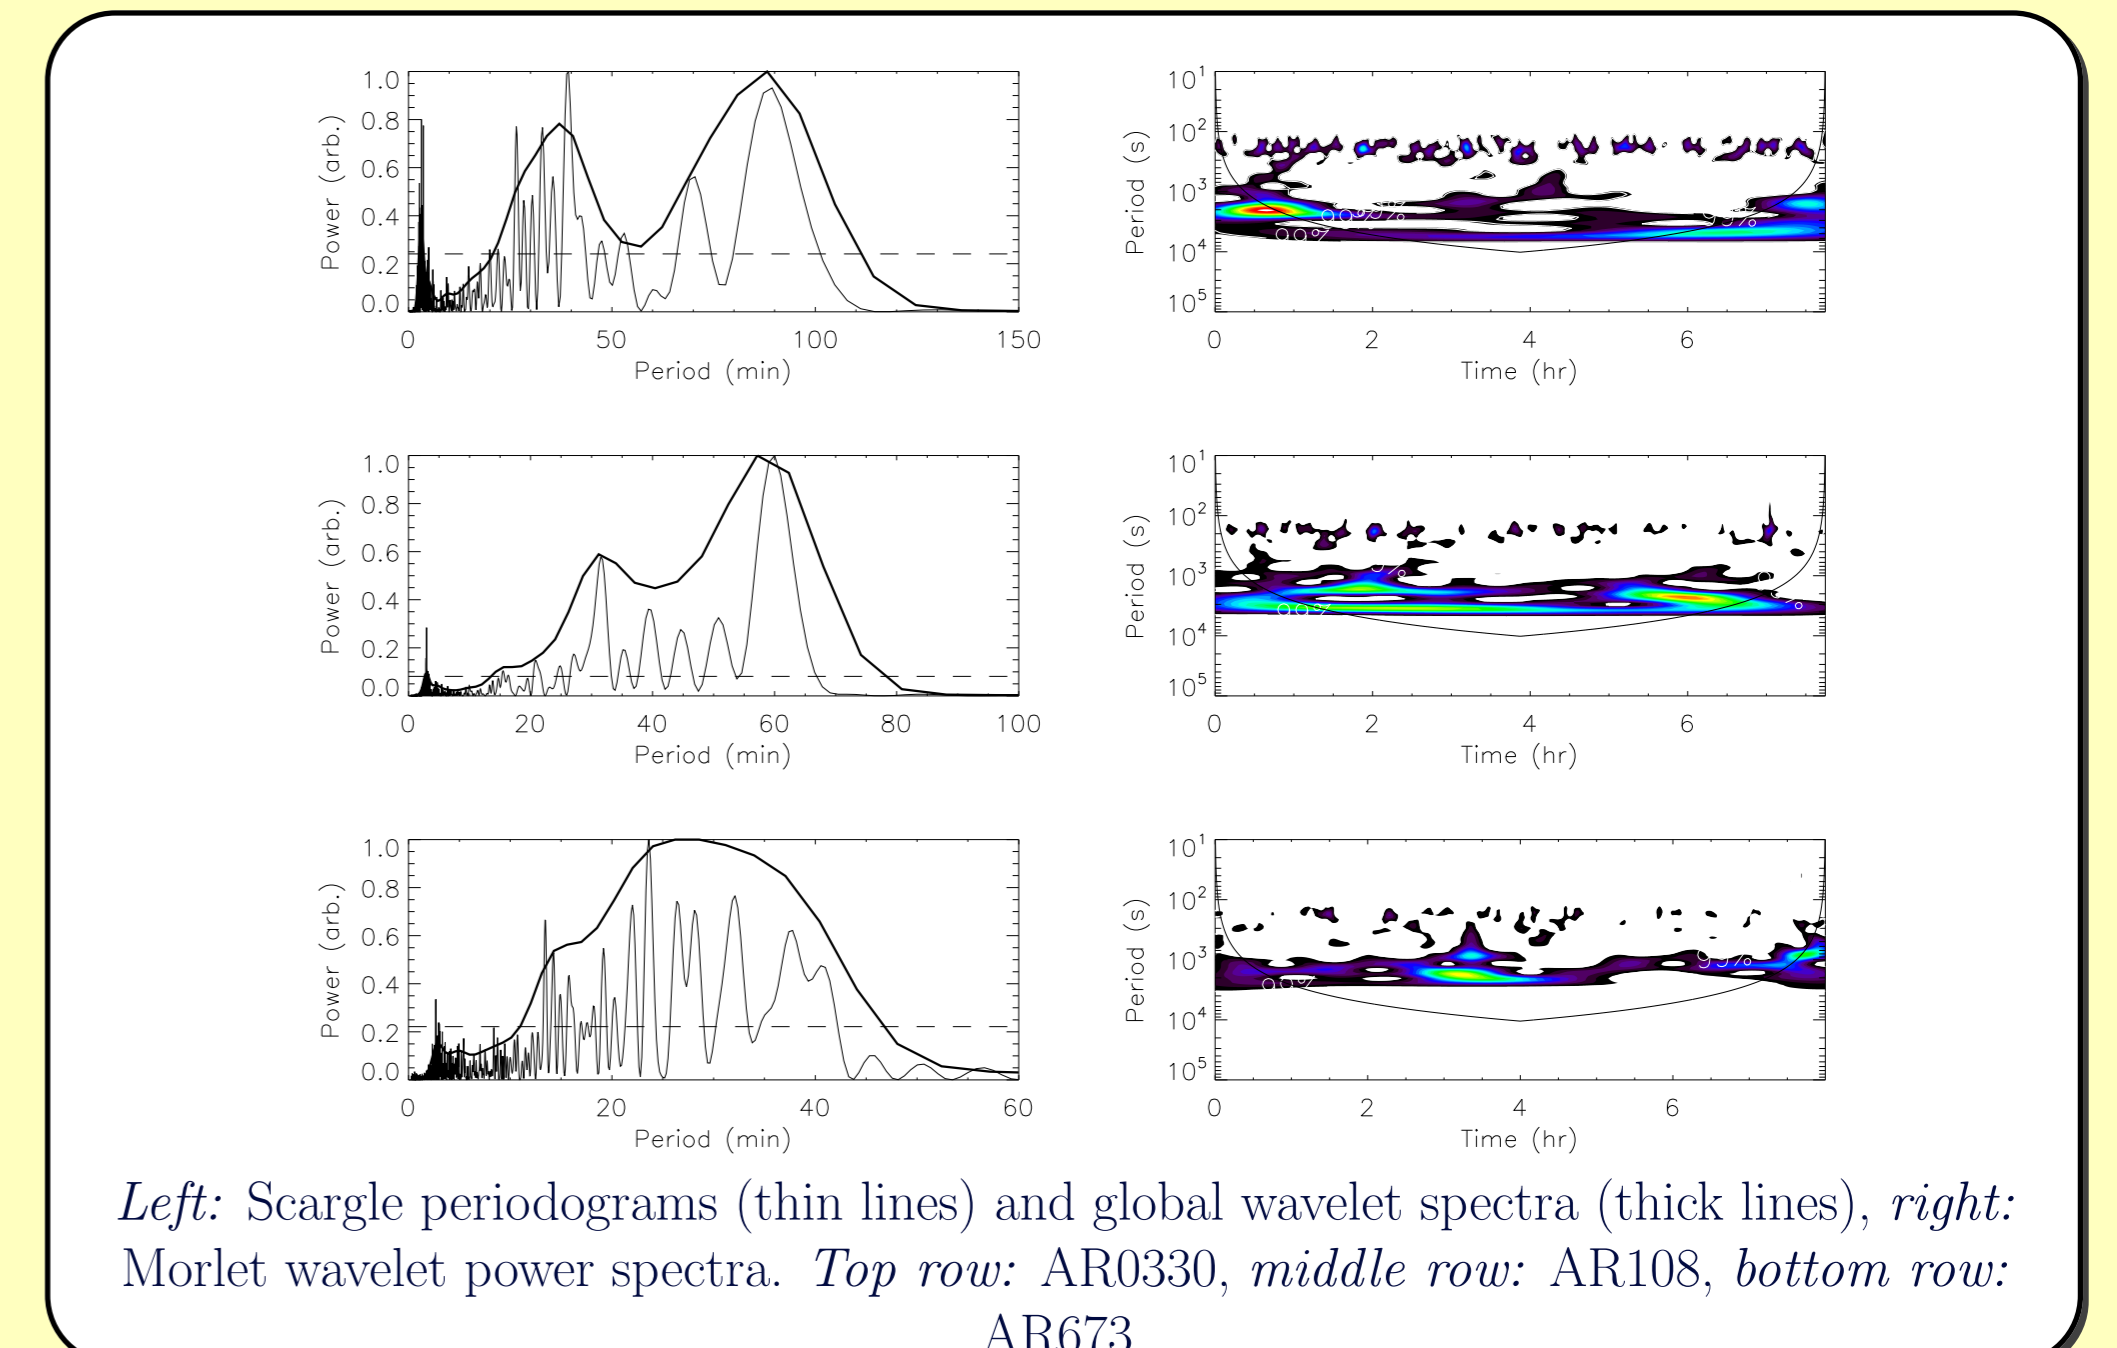 1.0
0.8
0.6
0.4
0.2
0.0
Power (arb.)
0 50 100 150
Period (min)
10^1
10^2
10^3
10^4
10^5
Period (s)
99%
99%
0 2 4 6
Time (hr)
1.0
0.8
0.6
0.4
0.2
0.0
Power (arb.)
0 20 40 60 80 100
Period (min)
10^1
10^2
10^3
10^4
10^5
Period (s)
99%
0 2 4 6
Time (hr)
1.0
0.8
0.6
0.4
0.2
0.0
Power (arb.)
0 20 40 60
Period (min)
10^1
10^2
10^3
10^4
10^5
Period (s)
99%
99%
0 2 4 6
Time (hr)
Left: Scargle periodograms (thin lines) and global wavelet spectra (thick lines), right:
Morlet wavelet power spectra. Top row: AR0330, middle row: AR108, bottom row:
AR673